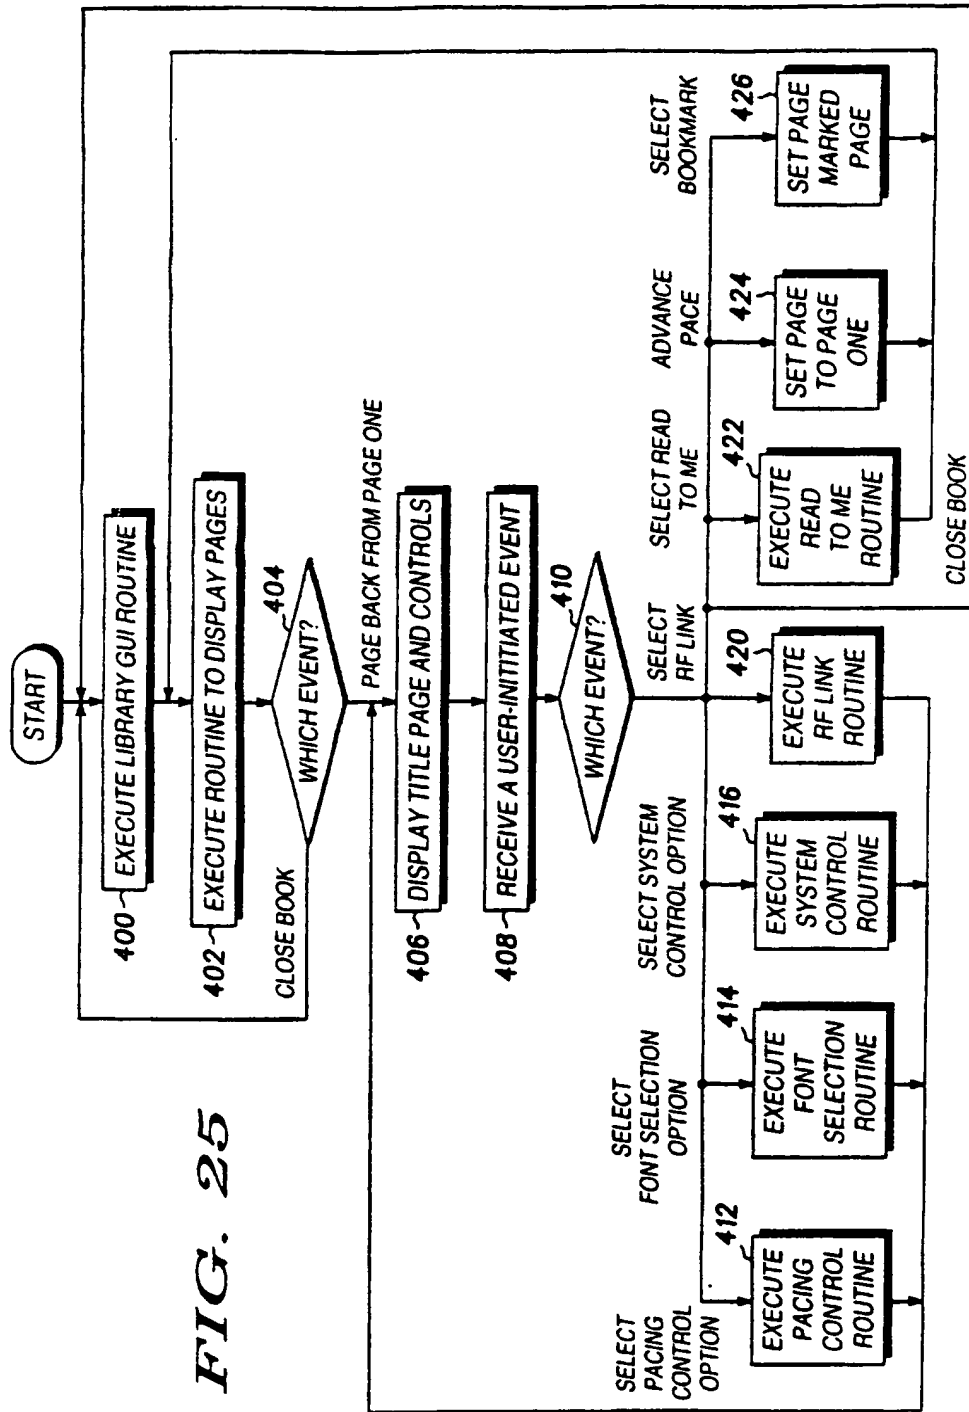 FIG. 25
START
400
EXECUTE LIBRARY GUI ROUTINE
402
EXECUTE ROUTINE TO DISPLAY PAGES
404
WHICH EVENT?
CLOSE BOOK
PAGE BACK FROM PAGE ONE
406
DISPLAY TITLE PAGE AND CONTROLS
408
RECEIVE A USER-INITITIATED EVENT
410
WHICH EVENT?
SELECT
PACING
CONTROL
OPTION
412
EXECUTE
PACING
CONTROL
ROUTINE
SELECT
FONT SELECTION
OPTION
414
EXECUTE
FONT
SELECTION
ROUTINE
SELECT SYSTEM
CONTROL OPTION
416
EXECUTE
SYSTEM
CONTROL
ROUTINE
SELECT
RF LINK
420
EXECUTE
RF LINK
ROUTINE
SELECT READ
TO ME
422
EXECUTE
READ
TO ME
ROUTINE
ADVANCE
PACE
424
SET PAGE
TO PAGE
ONE
SELECT
BOOKMARK
426
SET PAGE
MARKED
PAGE
CLOSE BOOK